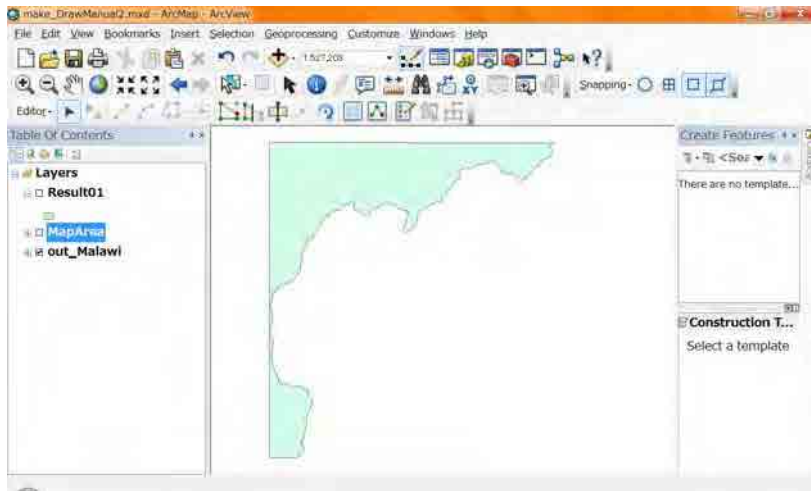 make_DrawManual2.mxd - ArcMap - ArcView
File Edit View Bookmarks Insert Selection Geoprocessing Customize Windows Help
Snapping
Editor
Table Of Contents
Create Features
Layers
Result01
MapArea
out_Malawi
There are no template...
Construction T...
Select a template